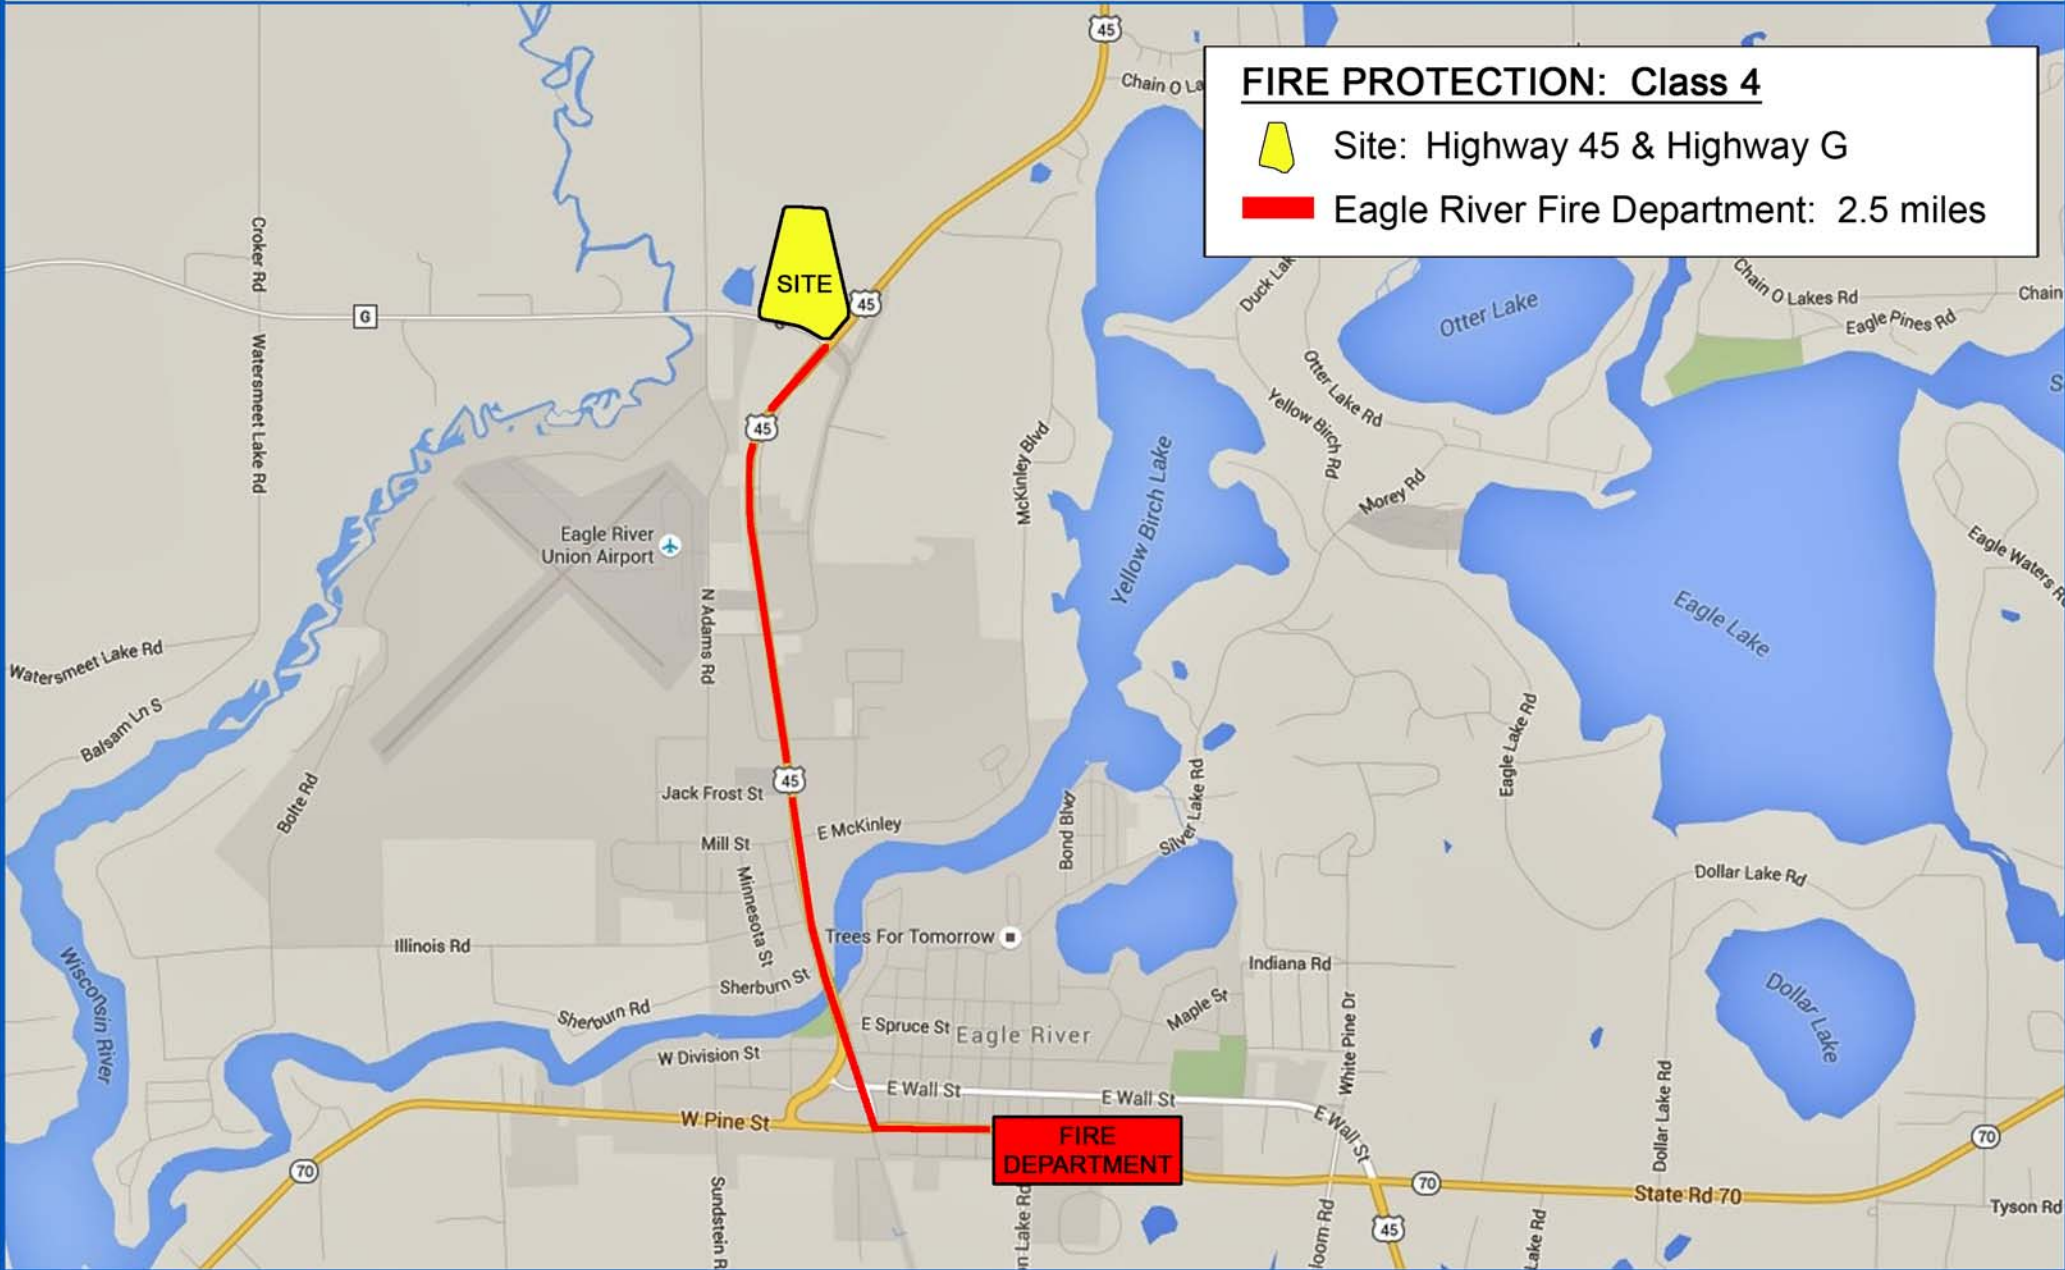 45
Chain O La
FIRE PROTECTION: Class 4
Site: Highway 45 & Highway G
Eagle River Fire Department: 2.5 miles
Croker Rd
SITE
45
G
Duck Lak
Otter Lake
Chain O Lakes Rd
Chain
Eagle Pines Rd
Watersmeet Lake Rd
Otter Lake Rd
Yellow Birch Rd
S
45
McKinley Blvd
Yellow Birch Lake
Morey Rd
Eagle River
Union Airport
Eagle Waters R
N Adams Rd
Eagle Lake
Watersmeet Lake Rd
Balsam Ln S
Bolte Rd
45
Jack Frost St
E McKinley
Mill St
Minnesota St
Bond Blvd
Silver Lake Rd
Eagle Lake Rd
Dollar Lake Rd
Illinois Rd
Trees For Tomorrow
Indiana Rd
Wisconsin River
Sherburn St
Sherburn Rd
Maple St
E Spruce St
Eagle River
White Pine Dr
Dollar Lake
W Division St
E Wall St
E Wall St
E Wall St
Dollar Lake Rd
W Pine St
FIRE
DEPARTMENT
70
70
70
State Rd 70
Sundstein R
n Lake Rd
loom Rd
45
Lake Rd
Tyson Rd